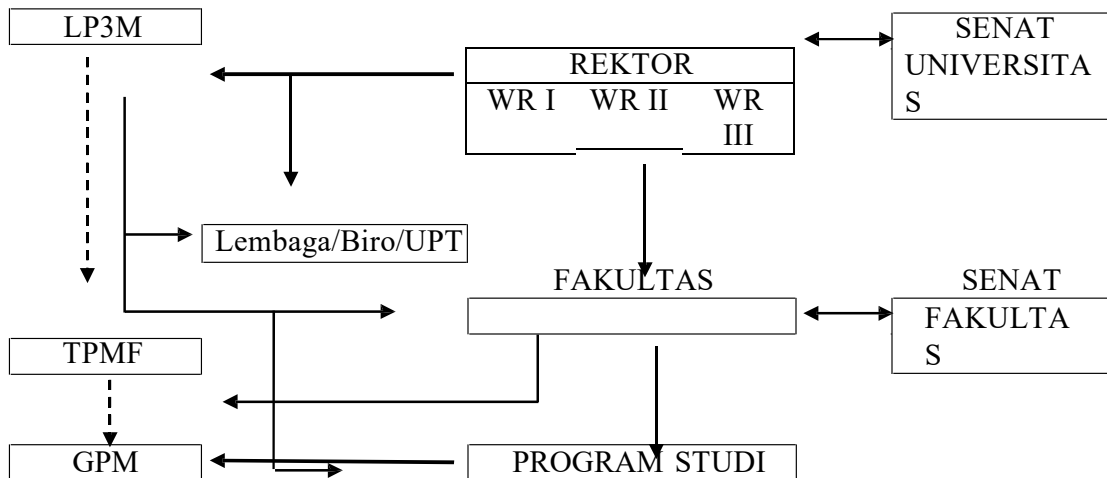 LP3M
SENAT
UNIVERSITA
S
REKTOR
WR I WR II WR
III
Lembaga/Biro/UPT
FAKULTAS
SENAT
FAKULTA
S
TPMF
GPM
PROGRAM STUDI